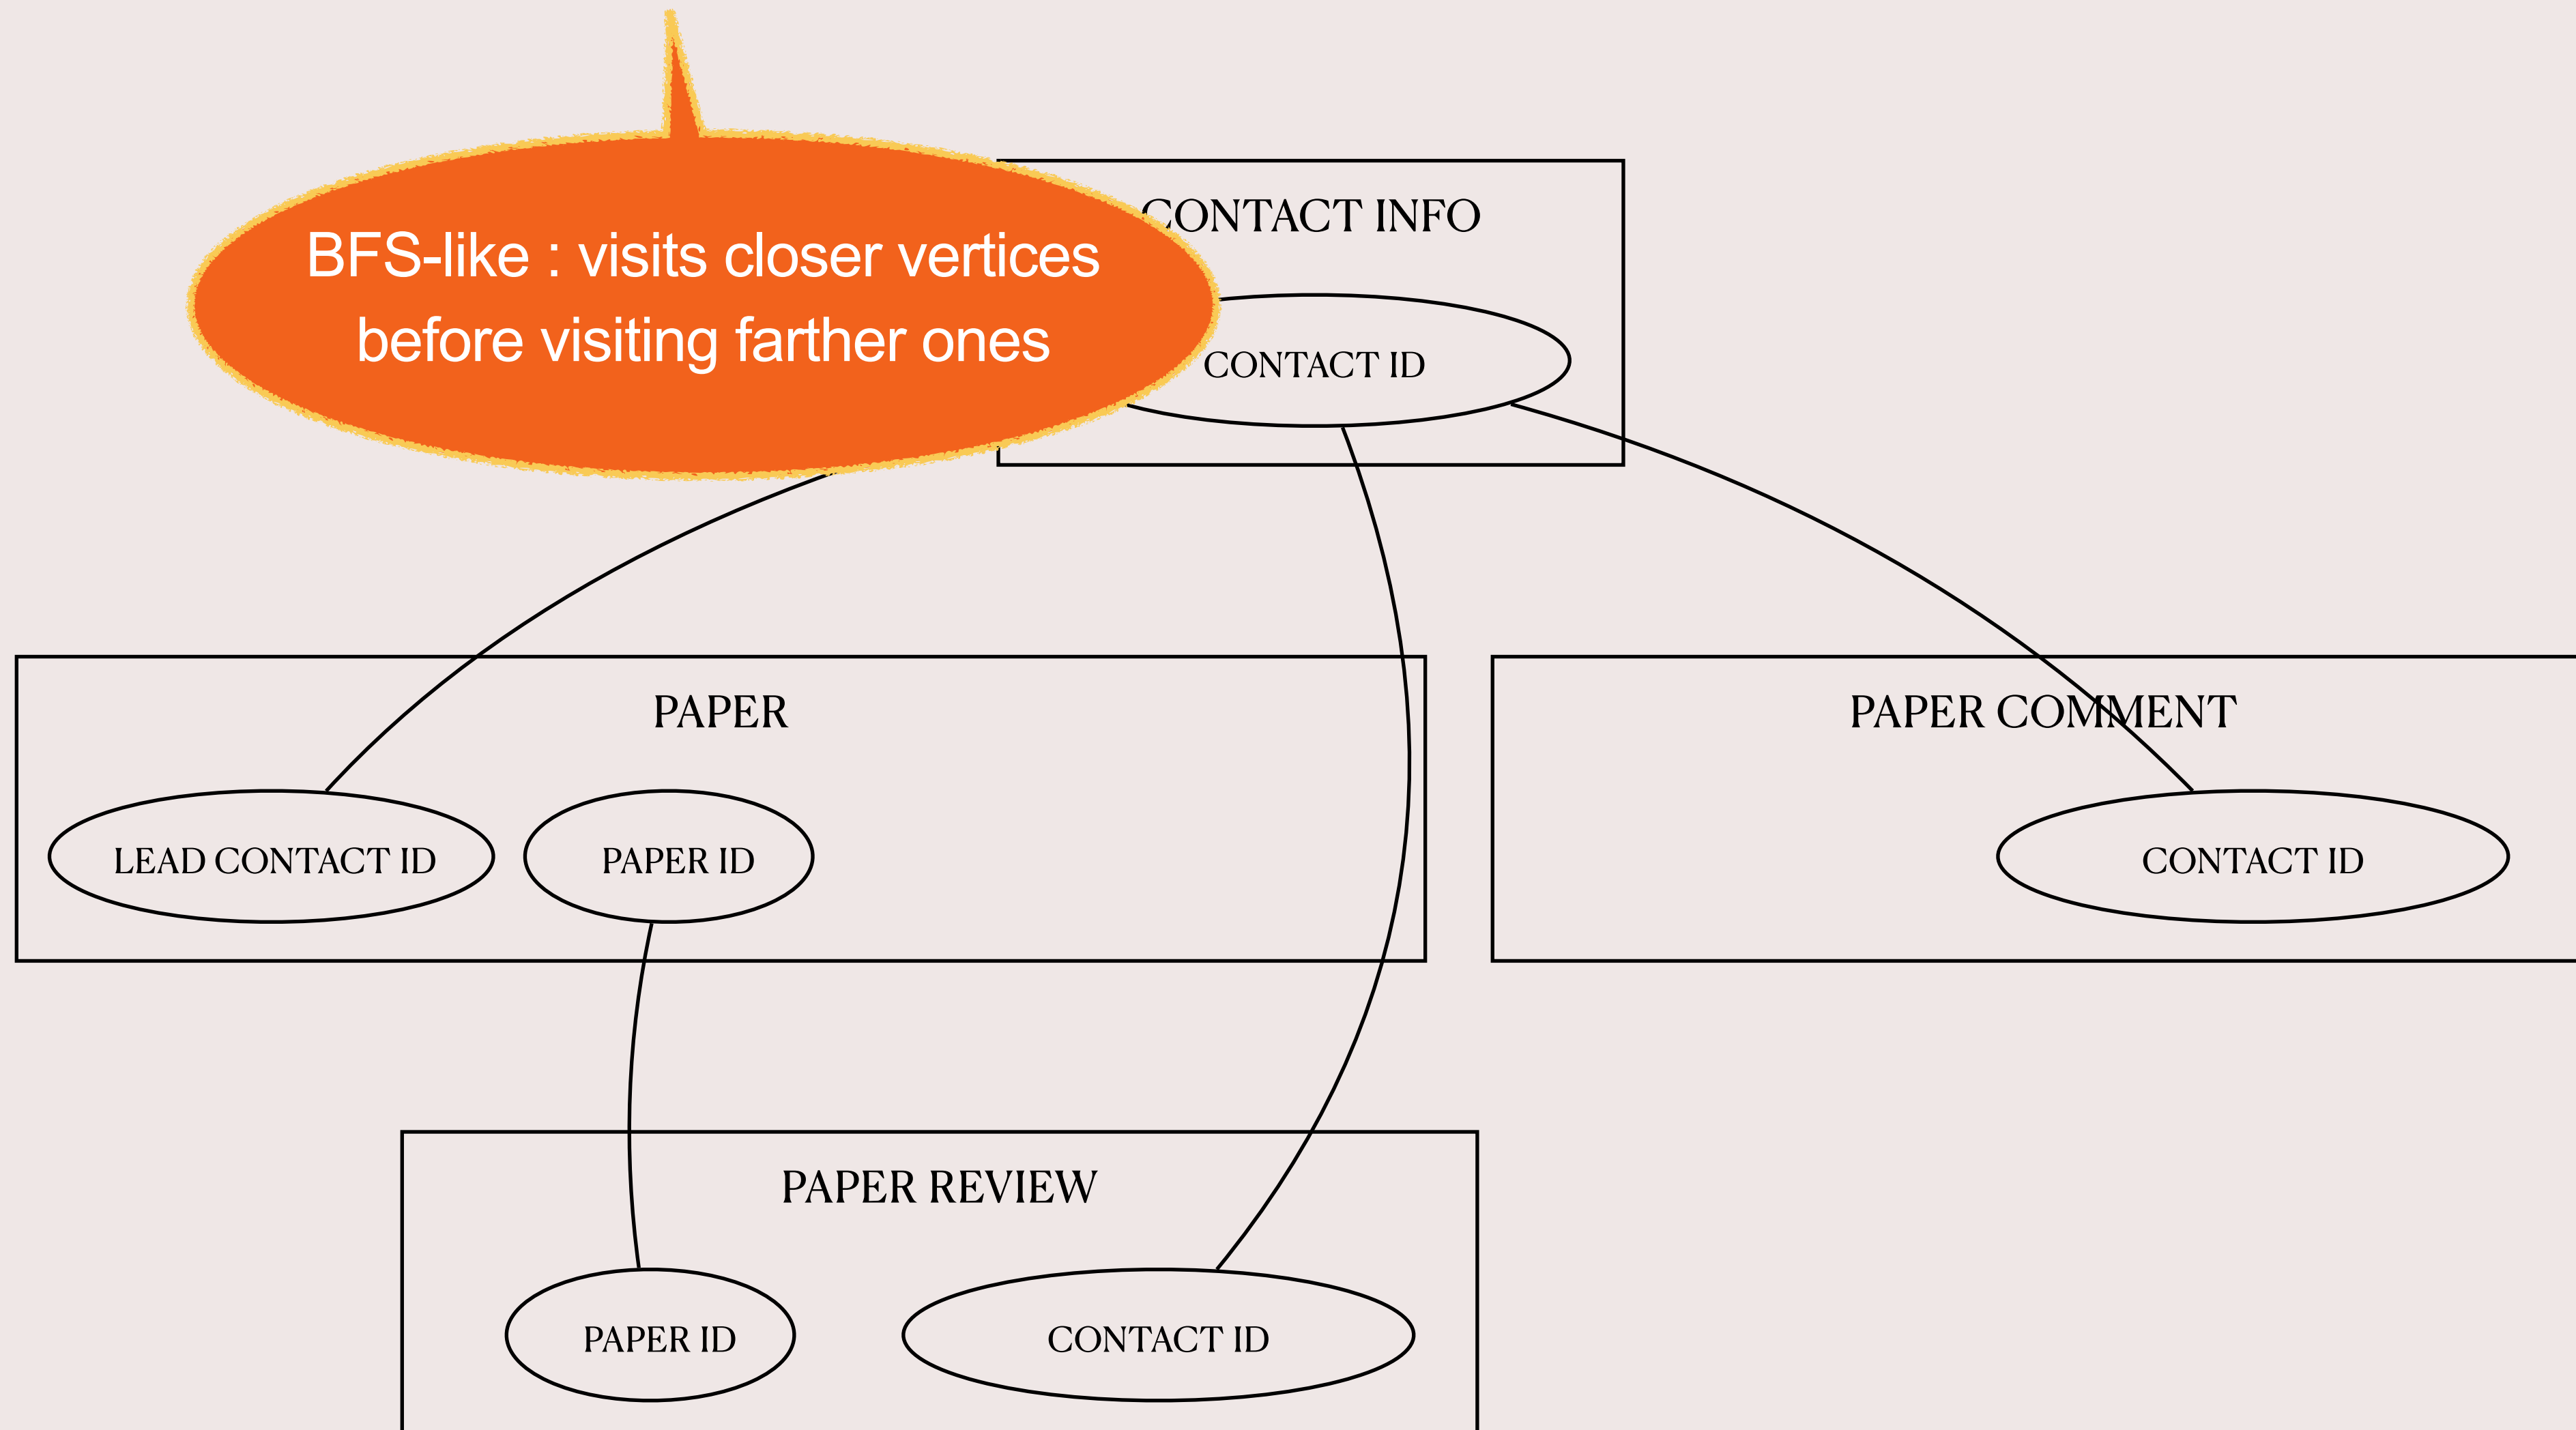 BFS-like : visits closer vertices
before visiting farther ones
CONTACT INFO
CONTACT ID
PAPER
LEAD CONTACT ID
PAPER ID
PAPER COMMENT
CONTACT ID
PAPER REVIEW
PAPER ID
CONTACT ID